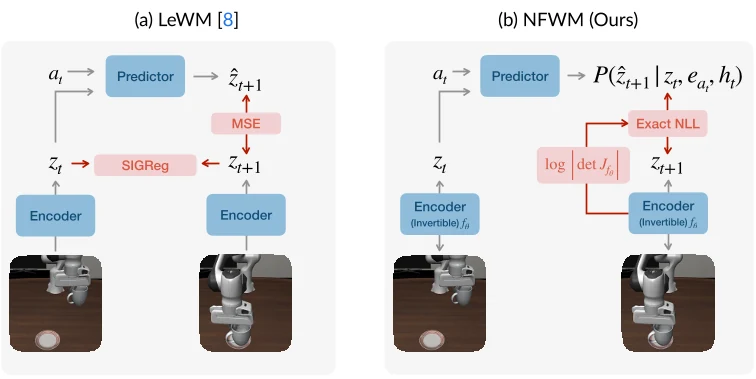 (a) LeWM [8]
a_t
Predictor
ẑ_{t+1}
MSE
z_t
SIGReg
z_{t+1}
Encoder
Encoder
(b) NFWM (Ours)
a_t
Predictor
P(ẑ_{t+1} | z_t, e_{a_t}, h_t)
Exact NLL
log |det J_{f_θ}|
z_t
z_{t+1}
Encoder
(Invertible) f_θ
Encoder
(Invertible) f_θ